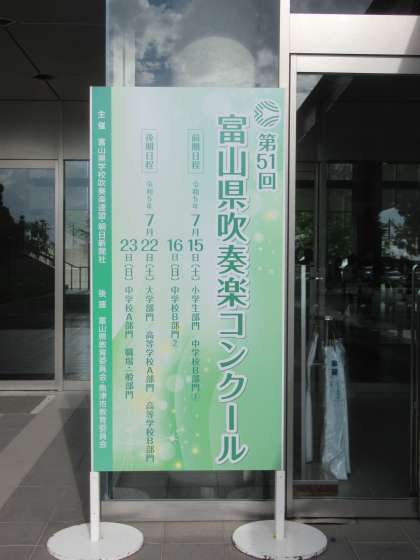 第51回
富山県吹奏楽コンクール
前期日程
令和5年 7月15日(土) 小学生部門 中学校B部門①
16日(日) 中学校B部門②
後期日程
令和5年 7月22日(土) 大学部門 高等学校A部門 高等学校B部門
23日(日) 中学校A部門 職場・一般部門
主催 富山県学校吹奏楽連盟・朝日新聞社
後援 富山県教育委員会・魚津市教育委員会